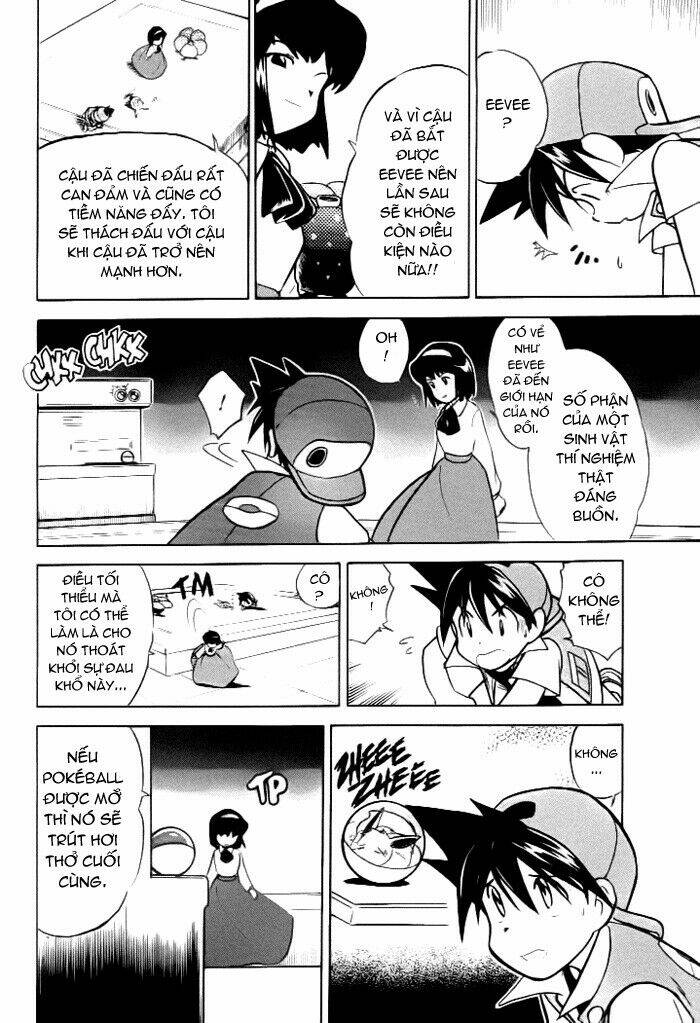 CẬU ĐÃ CHIẾN ĐẤU RẤT
CAN ĐẢM VÀ CŨNG CÓ
TIỀM NĂNG ĐẤY. TÔI
SẼ THÁCH ĐẤU VỚI CẬU
KHI CẬU ĐÃ TRỞ NÊN
MẠNH HƠN.
VÀ VÌ CẬU
ĐÃ BẮT
ĐƯỢC
EEVEE NÊN
LẦN SAU
SẼ KHÔNG
CÒN ĐIỀU
KIỆN NÀO
NỮA!!
EEVEE
?
CHKK
CHKK
!
OH
!
CÓ VẺ
NHƯ
EEVEE
ĐÃ ĐẾN
GIỚI HẠN
CỦA NÓ
RỒI.
SỐ PHẬN
CỦA MỘT
SINH VẬT
THÍ NGHIỆM
THẬT
ĐÁNG
BUỒN.
ĐIỀU TỐI
THIỂU MÀ
TÔI CÓ THỂ
LÀM LÀ CHO
NÓ THOÁT
KHỎI SỰ ĐAU
KHỔ NÀY...
TM
CÔ
?
KHÔNG
!
CÔ
KHÔNG
THỂ!
NẾU
POKÉBALL
ĐƯỢC MỞ
THÌ NÓ SẼ
TRÚT HƠI
THỞ CUỐI
CÙNG.
TP
ZHEEE
ZHEEE
KHÔNG
...